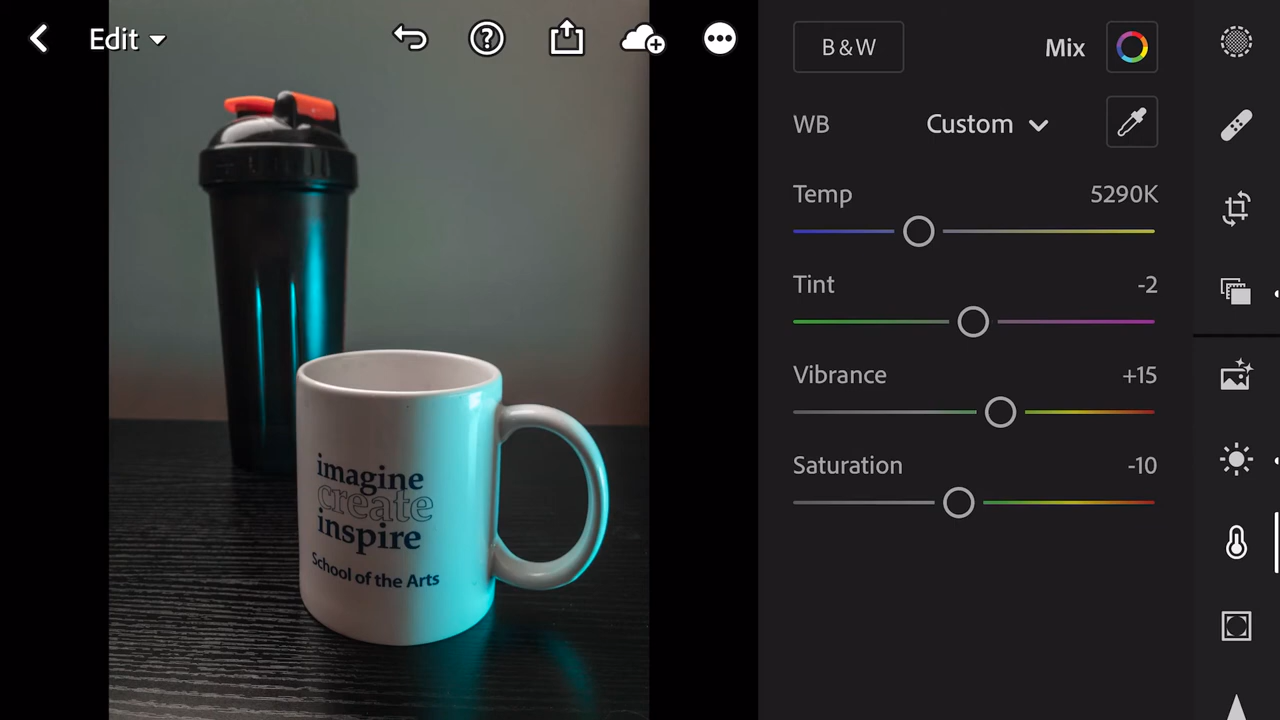 Edit
B&W
Mix
WB
Custom
Temp
5290K
Tint
-2
Vibrance
+15
Saturation
-10
imagine
create
inspire
School of the Arts